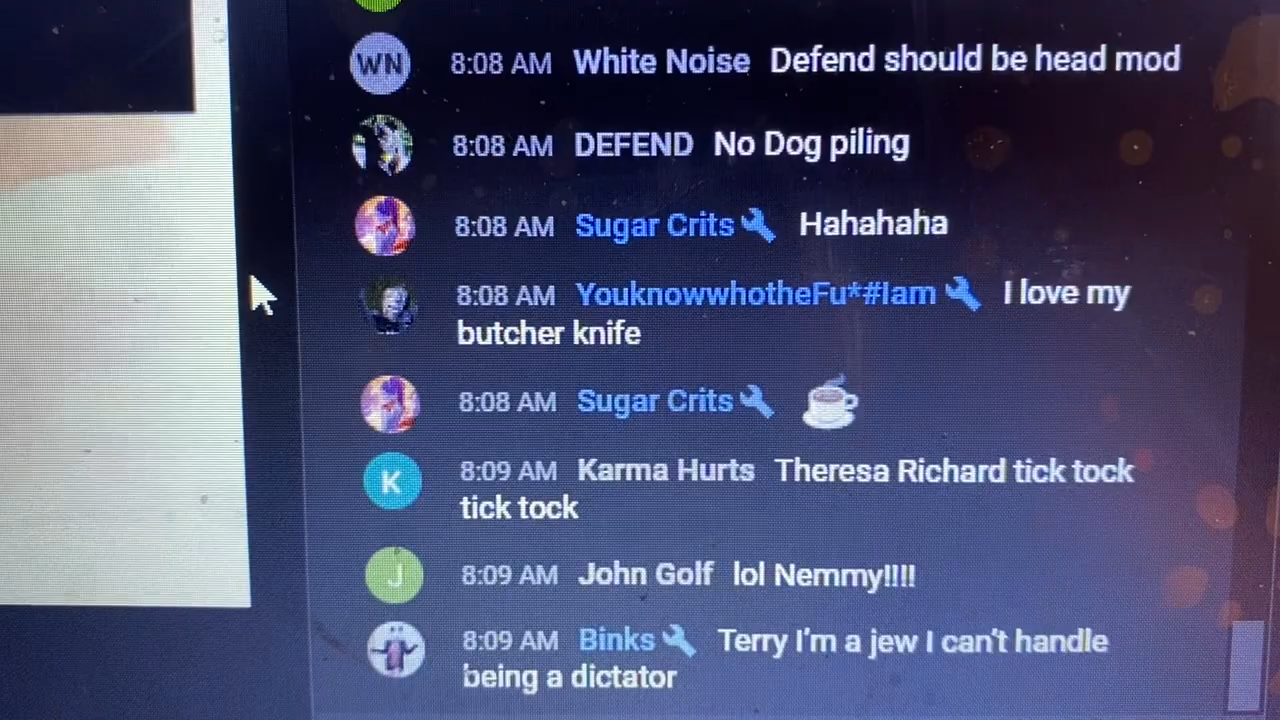 WN 8:08 AM White Noise Defend should be head mod
8:08 AM DEFEND No Dog piling
8:08 AM Sugar Crits Hahahaha
8:08 AM YouknowwhotheFu*#Iam I love my
butcher knife
8:08 AM Sugar Crits
K 8:09 AM Karma Hurts Theresa Richard tick tock
tick tock
J 8:09 AM John Golf lol Nemmy!!!!
8:09 AM Binks Terry I'm a jew I can't handle
being a dictator